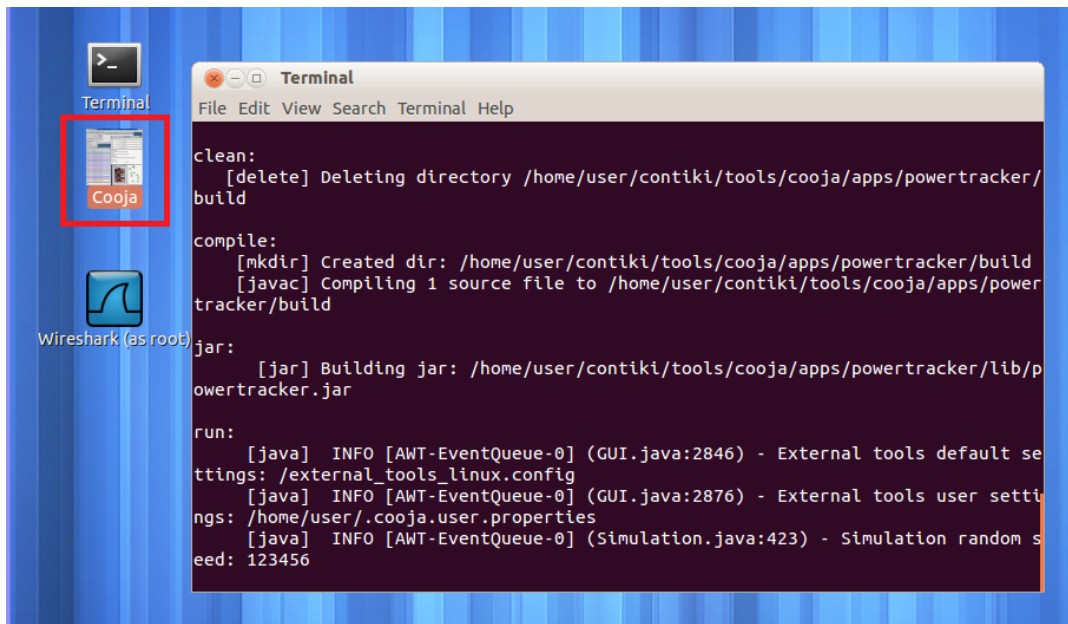 >_
Terminal
Cooja
Wireshark (as root)
Terminal
File Edit View Search Terminal Help
clean:
[delete] Deleting directory /home/user/contiki/tools/cooja/apps/powertracker/
build
compile:
[mkdir] Created dir: /home/user/contiki/tools/cooja/apps/powertracker/build
[javac] Compiling 1 source file to /home/user/contiki/tools/cooja/apps/power
tracker/build
jar:
[jar] Building jar: /home/user/contiki/tools/cooja/apps/powertracker/lib/p
owertracker.jar
run:
[java]  INFO [AWT-EventQueue-0] (GUI.java:2846) - External tools default se
ttings: /external_tools_linux.config
[java]  INFO [AWT-EventQueue-0] (GUI.java:2876) - External tools user setti
ngs: /home/user/.cooja.user.properties
[java]  INFO [AWT-EventQueue-0] (Simulation.java:423) - Simulation random s
eed: 123456